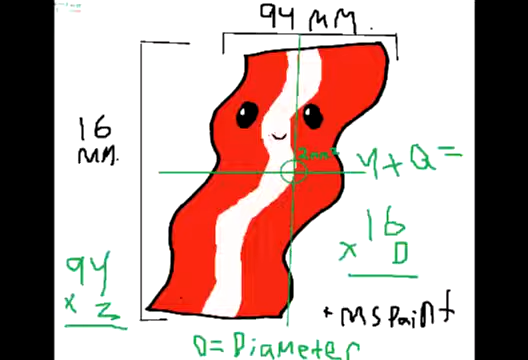 94 MM.
16
MM.
2mm
Y + Q =
16
x D
94
x 2
+ MS Paint
D = Diameter